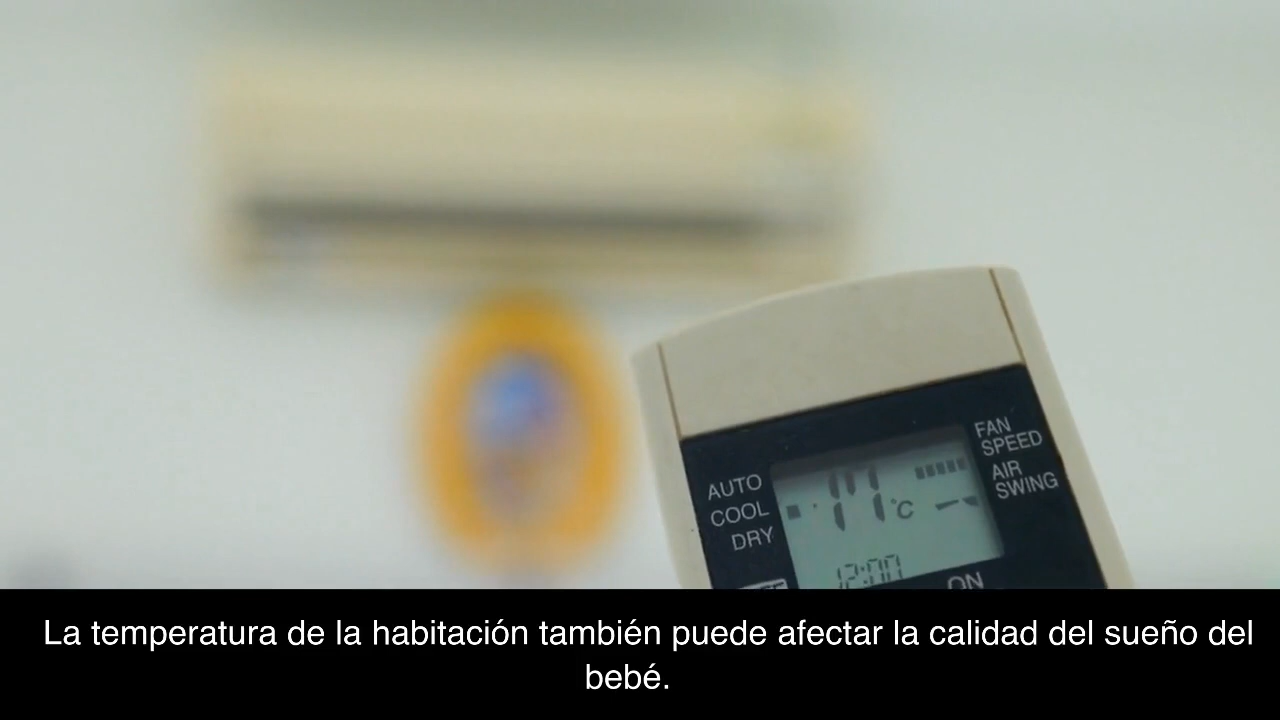 FAN
SPEED
AIR
SWING
AUTO
COOL
DRY
°C
12:00
ON
La temperatura de la habitación también puede afectar la calidad del sueño del
bebé.